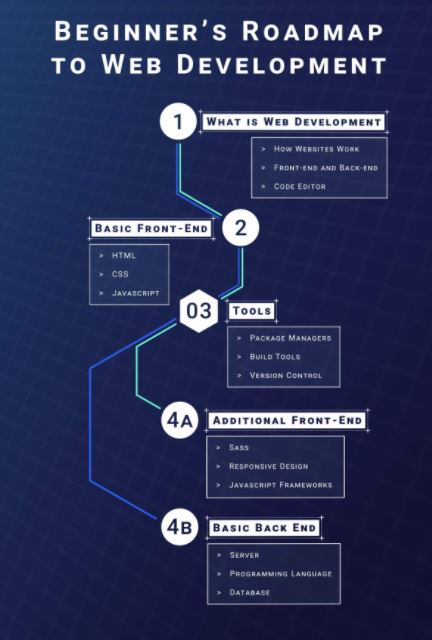 Beginner's Roadmap
to Web Development
1
What is Web Development
> How Websites Work
> Front-end and Back-end
> Code Editor
Basic Front-End
2
> HTML
> CSS
> Javascript
03
Tools
> Package Managers
> Build Tools
> Version Control
4A
Additional Front-End
> Sass
> Responsive Design
> Javascript Frameworks
4B
Basic Back End
> Server
> Programming Language
> Database